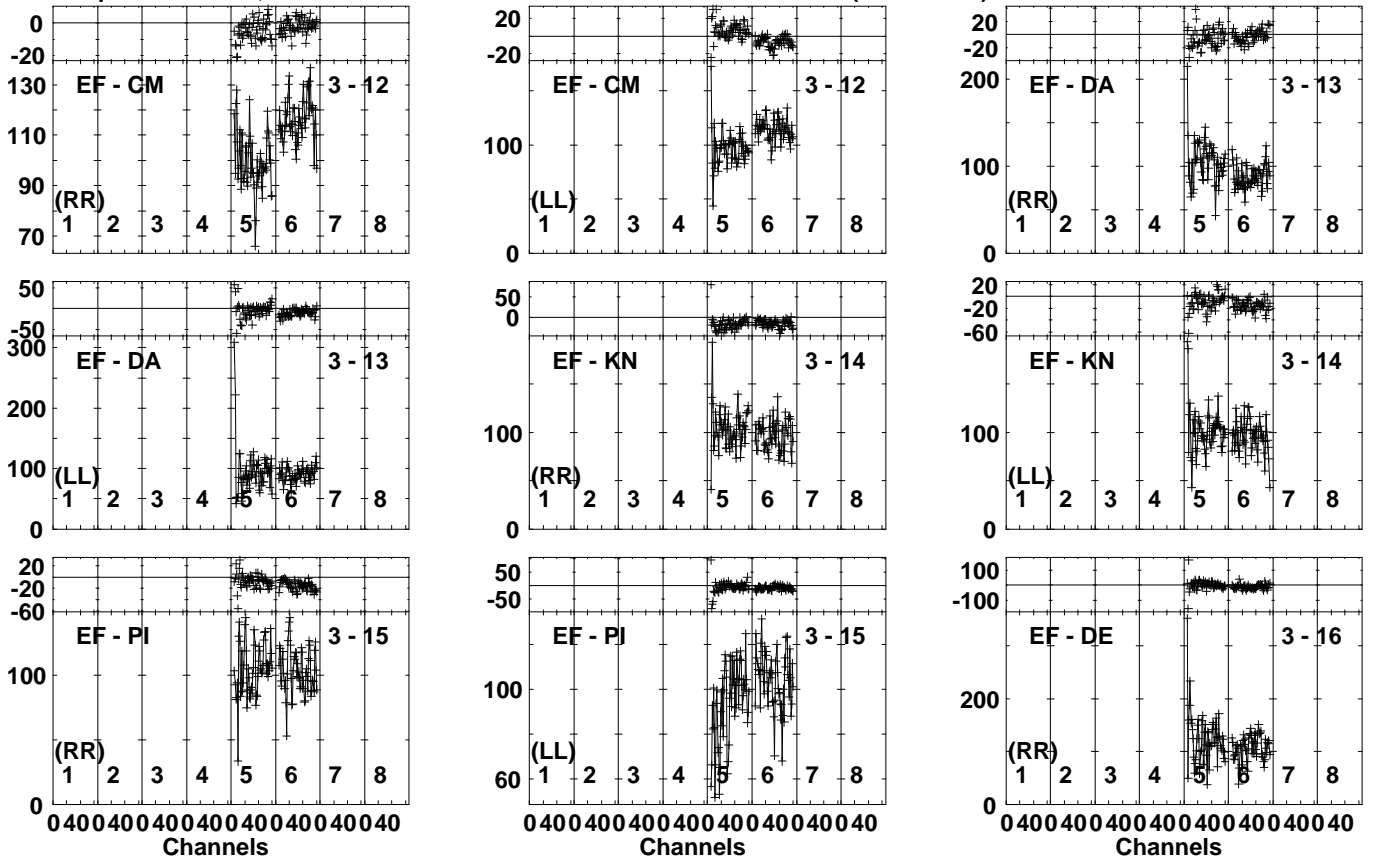 0
-20
130
EF - CM 3 - 12
110
90
(RR)
1 2 3 4 5 6 7 8
70
20
-20
EF - CM 3 - 12
100
(LL)
1 2 3 4 5 6 7 8
0
20
-20
200
EF - DA 3 - 13
100
(RR)
1 2 3 4 5 6 7 8
0
50
-50
300
EF - DA 3 - 13
200
100
(LL)
1 2 3 4 5 6 7 8
0
50
0
EF - KN 3 - 14
100
(RR)
1 2 3 4 5 6 7 8
0
20
-20
-60
EF - KN 3 - 14
100
(LL)
1 2 3 4 5 6 7 8
0
20
-20
-60
EF - PI 3 - 15
100
(RR)
1 2 3 4 5 6 7 8
0
0 40 0 40 0 40 0 40 0 40 0 40 0 40 0 40
Channels
50
-50
EF - PI 3 - 15
100
(LL)
60
1 2 3 4 5 6 7 8
0 40 0 40 0 40 0 40 0 40 0 40 0 40 0 40
Channels
100
-100
EF - DE 3 - 16
200
(RR)
1 2 3 4 5 6 7 8
0
0 40 0 40 0 40 0 40 0 40 0 40 0 40 0 40
Channels